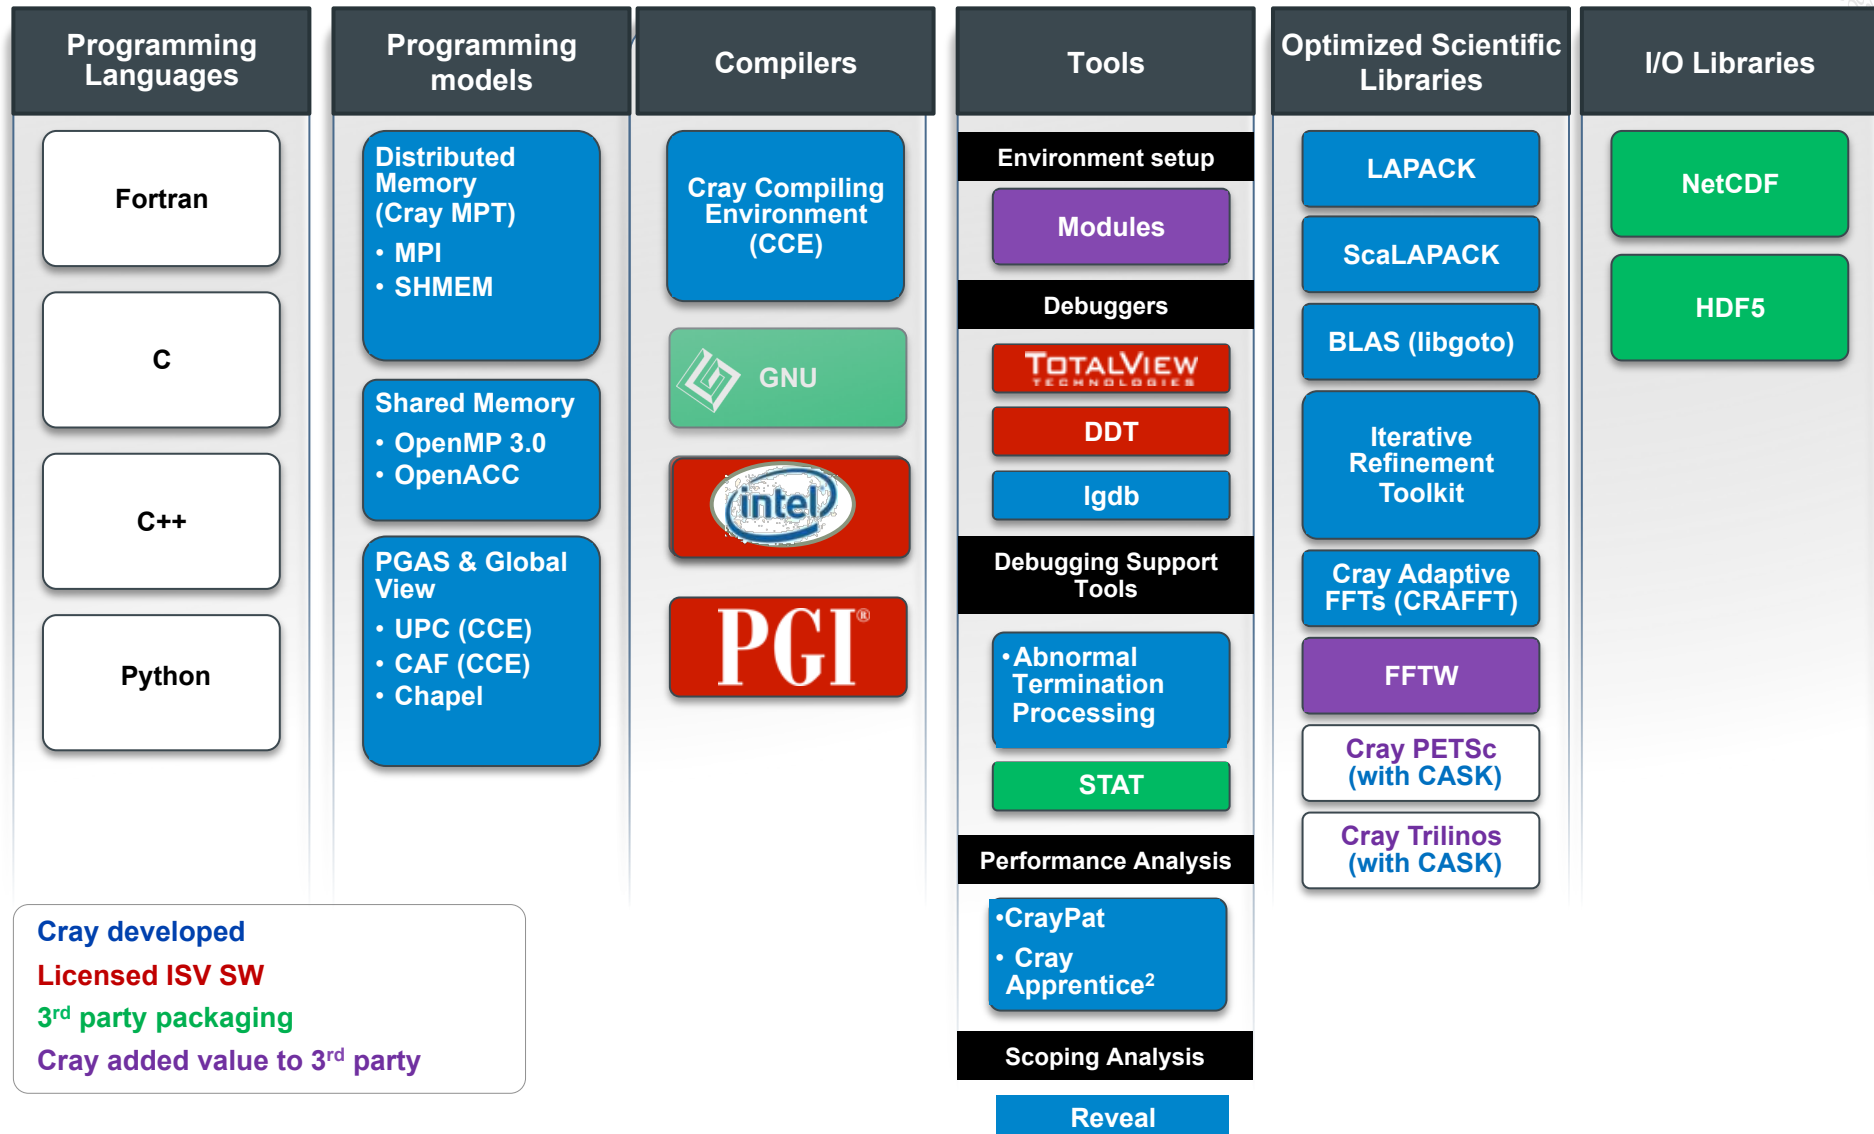 Programming
Languages
Fortran
C
C++
Python
Programming
models
Distributed
Memory
(Cray MPT)
• MPI
• SHMEM
Shared Memory
• OpenMP 3.0
• OpenACC
PGAS & Global
View
• UPC (CCE)
• CAF (CCE)
• Chapel
Compilers
Cray Compiling
Environment
(CCE)
GNU
intel
PGI®
Tools
Environment setup
Modules
Debuggers
TOTALVIEW
TECHNOLOGIES
DDT
lgdb
Debugging Support
Tools
•Abnormal
Termination
Processing
STAT
Performance Analysis
•CrayPat
• Cray
Apprentice²
Scoping Analysis
Reveal
Optimized Scientific
Libraries
LAPACK
ScaLAPACK
BLAS (libgoto)
Iterative
Refinement
Toolkit
Cray Adaptive
FFTs (CRAFFT)
FFTW
Cray PETSc
(with CASK)
Cray Trilinos
(with CASK)
I/O Libraries
NetCDF
HDF5
Cray developed
Licensed ISV SW
3rd party packaging
Cray added value to 3rd party